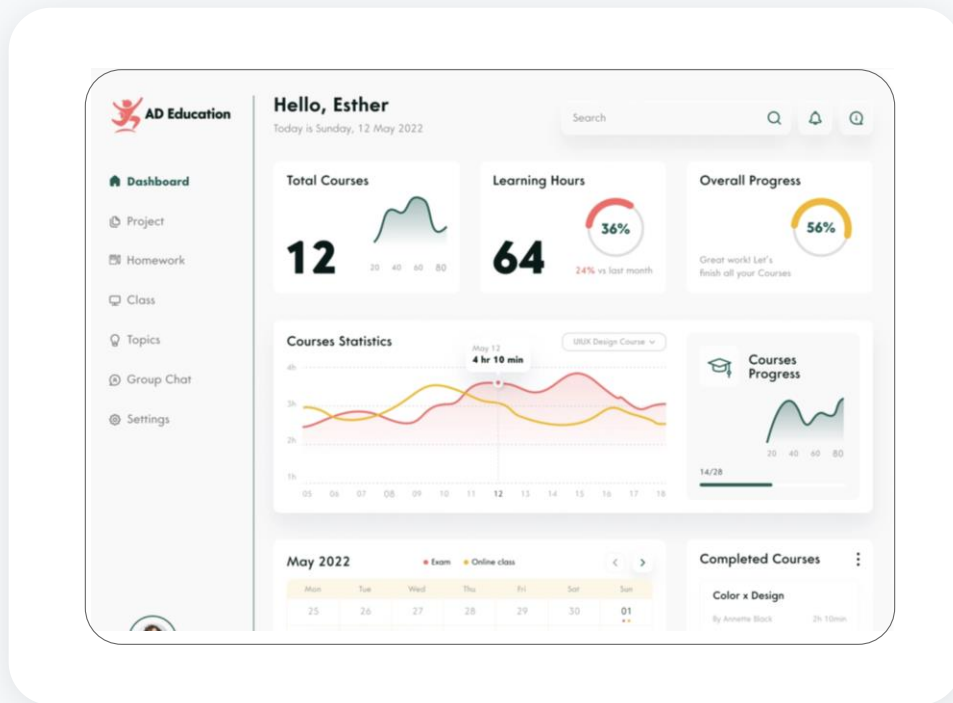 AD Education
Dashboard
Project
Homework
Class
Topics
Group Chat
Settings
Hello, Esther
Today is Sunday, 12 May 2022
Search
Total Courses
12
20 40 60 80
Learning Hours
64
36%
24% vs last month
Overall Progress
56%
Great work! Let's
finish all your Courses
Courses Statistics
UIUX Design Course
May 12
4 hr 10 min
4h
3h
2h
1h
05 06 07 08 09 10 11 12 13 14 15 16 17 18
Courses
Progress
20 40 60 80
14/28
May 2022
Exam Online class
Mon Tue Wed Thu Fri Sat Sun
25 26 27 28 29 30 01
Completed Courses
Color x Design
By Annette Black 2h 10min